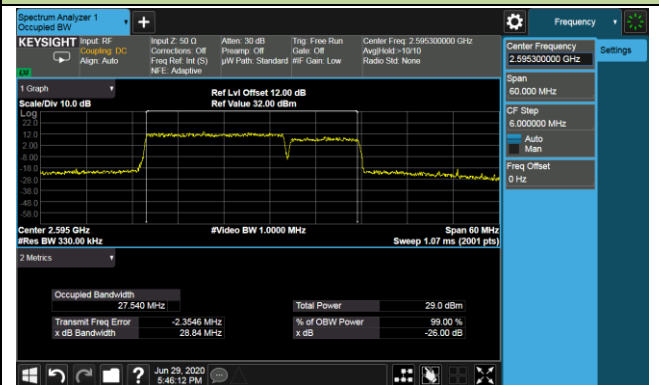 Spectrum Analyzer 1
Occupied BW
+
Frequency
KEYSIGHT
Input: RF
Coupling: DC
Align: Auto
Input Z: 50 Ω
Corrections: Off
Freq Ref: Int (S)
NFE: Adaptive
Atten: 30 dB
Preamp: Off
µW Path: Standard
Trig: Free Run
Gate: Off
#IF Gain: Low
Center Freq: 2.595300000 GHz
Avg|Hold:>10/10
Radio Std: None
LXI
Center Frequency
2.595300000 GHz
Settings
Span
60.000 MHz
CF Step
6.000000 MHz
Auto
Man
Freq Offset
0 Hz
1 Graph
Scale/Div 10.0 dB
Ref Lvl Offset 12.00 dB
Ref Value 32.00 dBm
Log
22.0
12.0
2.00
-8.00
-18.0
-28.0
-38.0
-48.0
-58.0
Center 2.595 GHz
#Video BW 1.0000 MHz
Span 60 MHz
#Res BW 330.00 kHz
Sweep 1.07 ms (2001 pts)
2 Metrics
Occupied Bandwidth
27.540 MHz
Total Power
29.0 dBm
Transmit Freq Error
-2.3546 MHz
% of OBW Power
99.00 %
x dB Bandwidth
28.84 MHz
x dB
-26.00 dB
?
Jun 29, 2020
5:46:12 PM